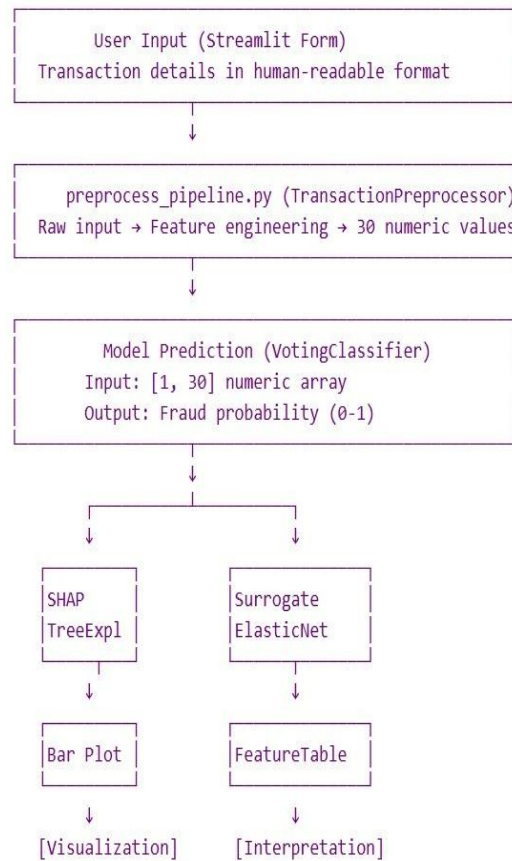 User Input (Streamlit Form)
Transaction details in human-readable format
preprocess_pipeline.py (TransactionPreprocessor)
Raw input → Feature engineering → 30 numeric values
Model Prediction (VotingClassifier)
Input: [1, 30] numeric array
Output: Fraud probability (0-1)
SHAP
TreeExpl
Surrogate
ElasticNet
Bar Plot
FeatureTable
[Visualization]
[Interpretation]